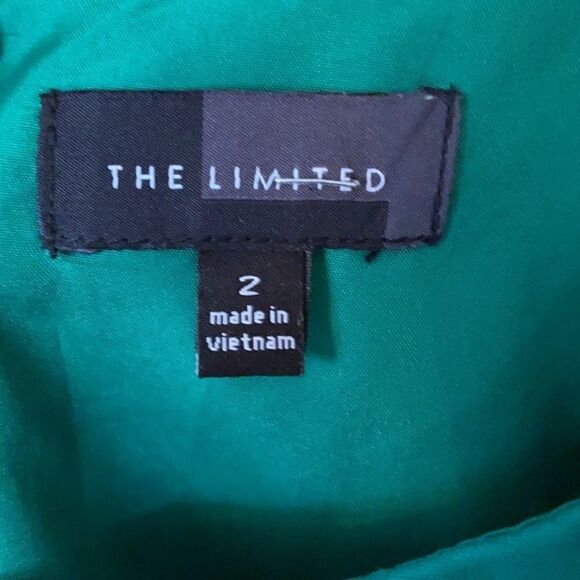 THE LIMITED
2
made in
vietnam